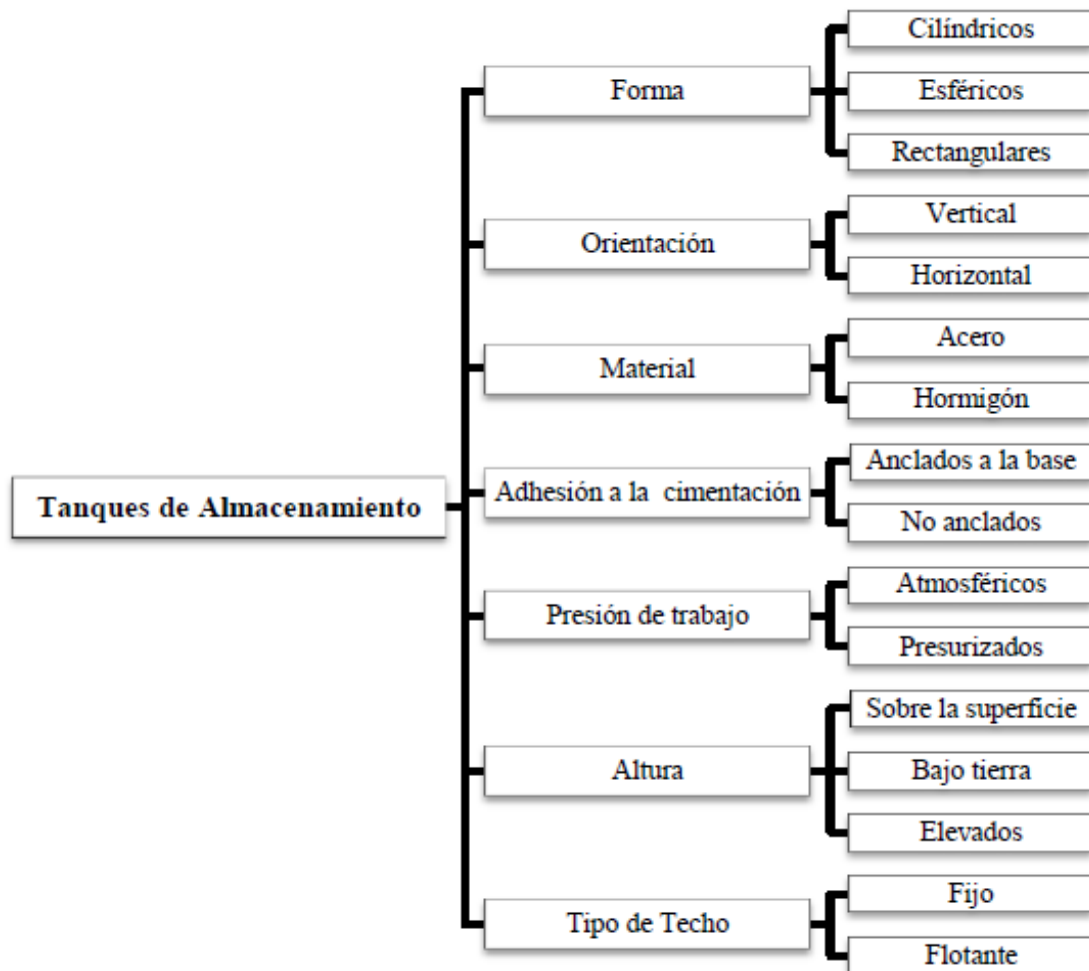 Tanques de Almacenamiento
Forma
Cilíndricos
Esféricos
Rectangulares
Orientación
Vertical
Horizontal
Material
Acero
Hormigón
Adhesión a la cimentación
Anclados a la base
No anclados
Presión de trabajo
Atmosféricos
Presurizados
Altura
Sobre la superficie
Bajo tierra
Elevados
Tipo de Techo
Fijo
Flotante